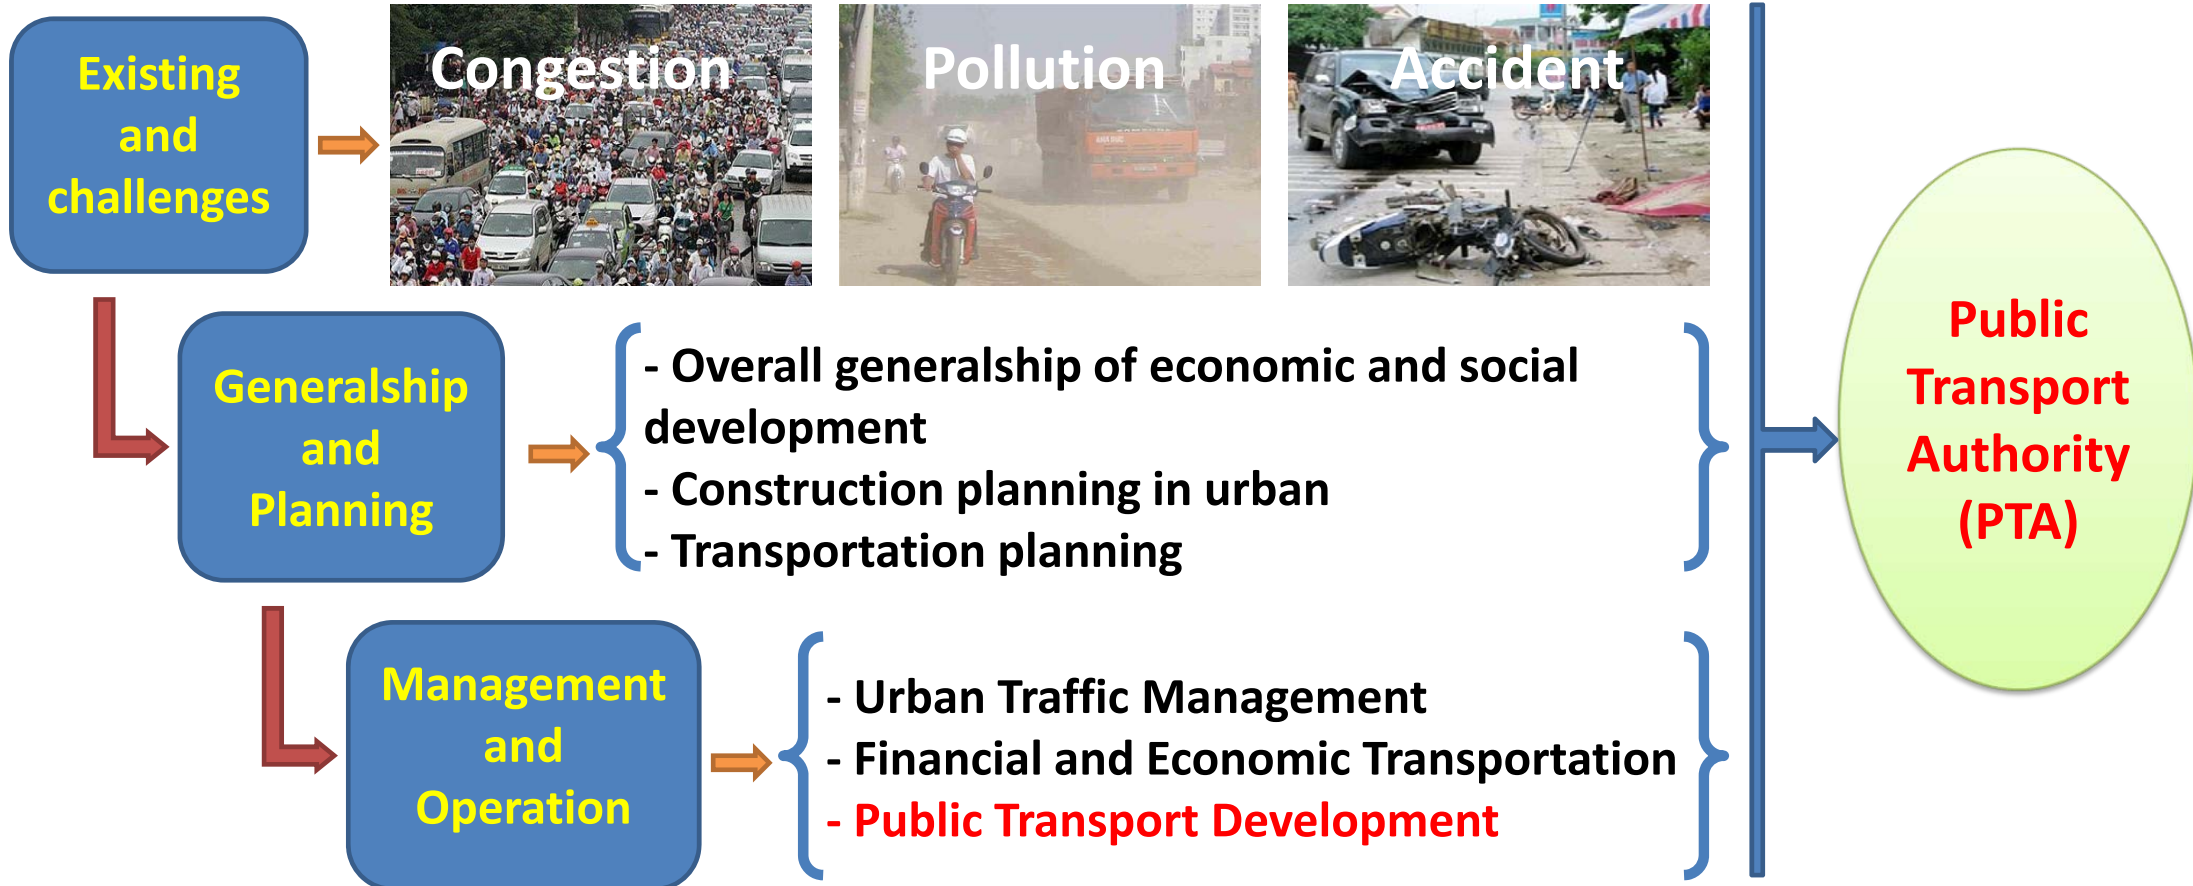 Existing
and
challenges
Congestion
Pollution
Accident
Generalship
and
Planning
- Overall generalship of economic and social
development
- Construction planning in urban
- Transportation planning
Management
and
Operation
- Urban Traffic Management
- Financial and Economic Transportation
- Public Transport Development
Public
Transport
Authority
(PTA)